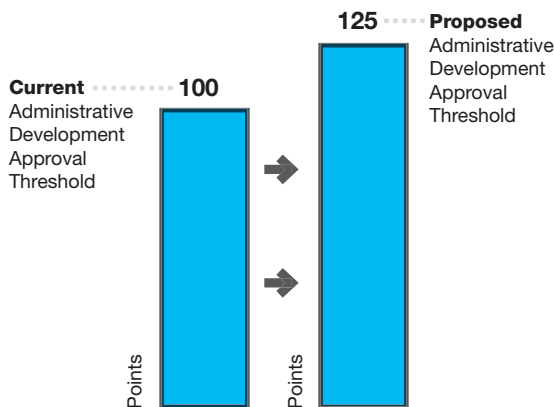 125
Proposed
Administrative
Development
Approval
Threshold
Current
100
Administrative
Development
Approval
Threshold
Points
Points